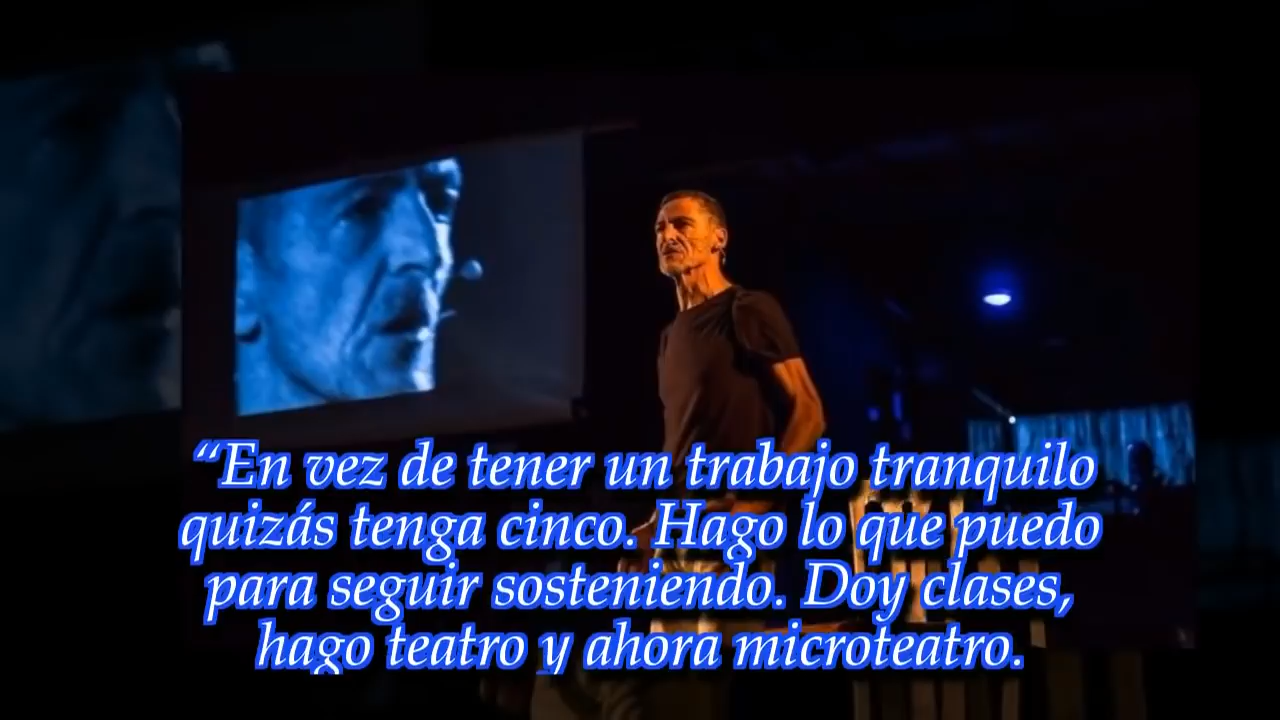 “En vez de tener un trabajo tranquilo
quizás tenga cinco. Hago lo que puedo
para seguir sosteniendo. Doy clases,
hago teatro y ahora microteatro.